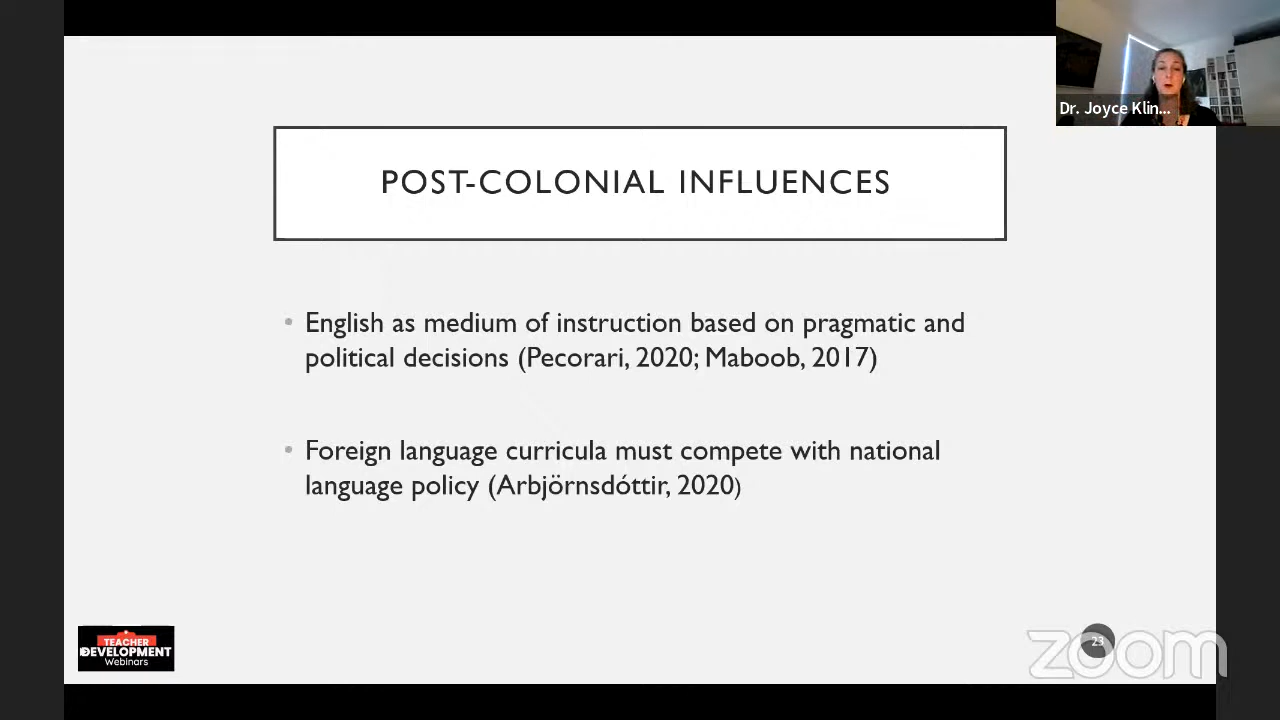 Dr. Joyce Klin...
POST-COLONIAL INFLUENCES
• English as medium of instruction based on pragmatic and
political decisions (Pecorari, 2020; Maboob, 2017)
• Foreign language curricula must compete with national
language policy (Arbjörnsdóttir, 2020)
TEACHER
DEVELOPMENT
Webinars
23
zoom